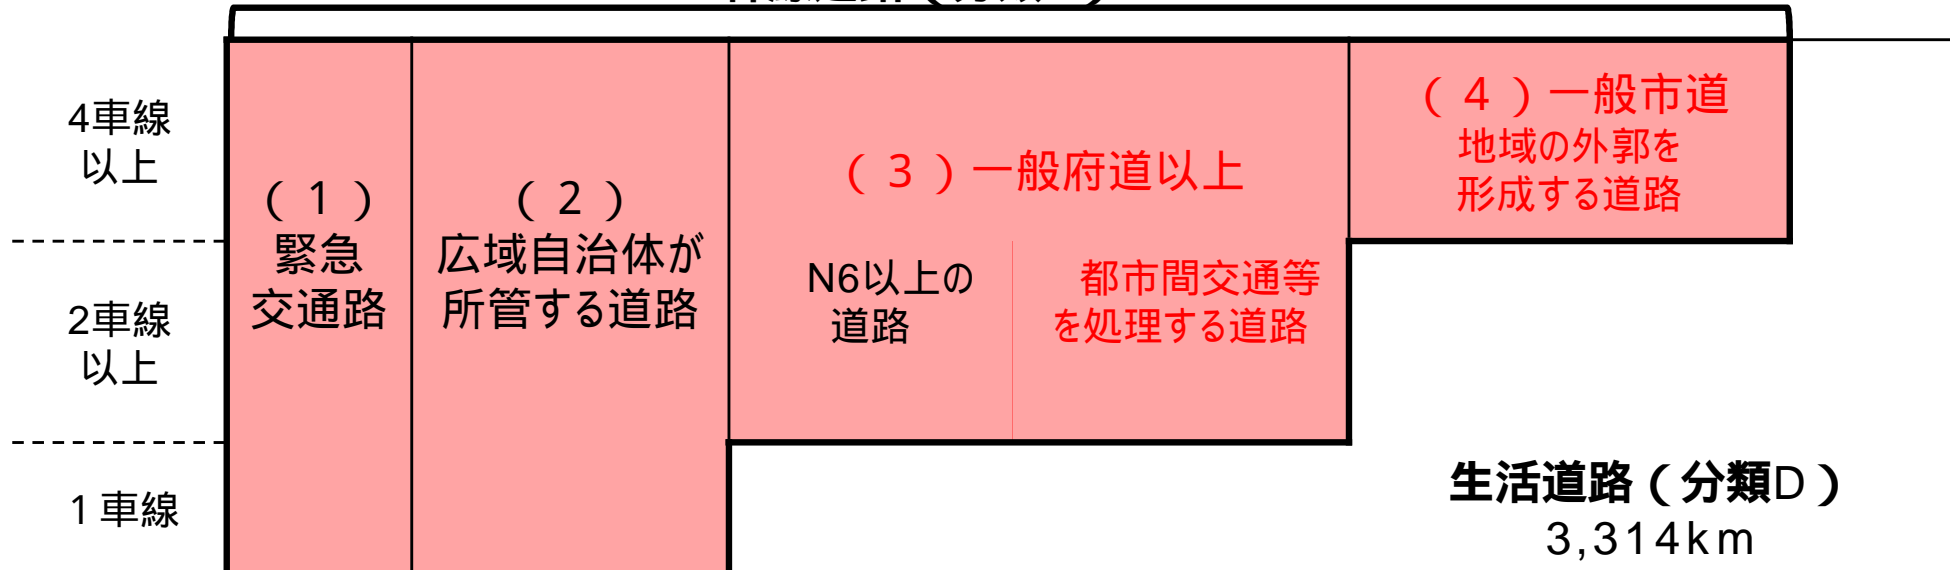 4車線
以上
2車線
以上
1車線
(1)
緊急
交通路
(2)
広域自治体が
所管する道路
(3)一般府道以上
N6以上の
道路
都市間交通等
を処理する道路
(4)一般市道
地域の外郭を
形成する道路
生活道路(分類D)
3,314km